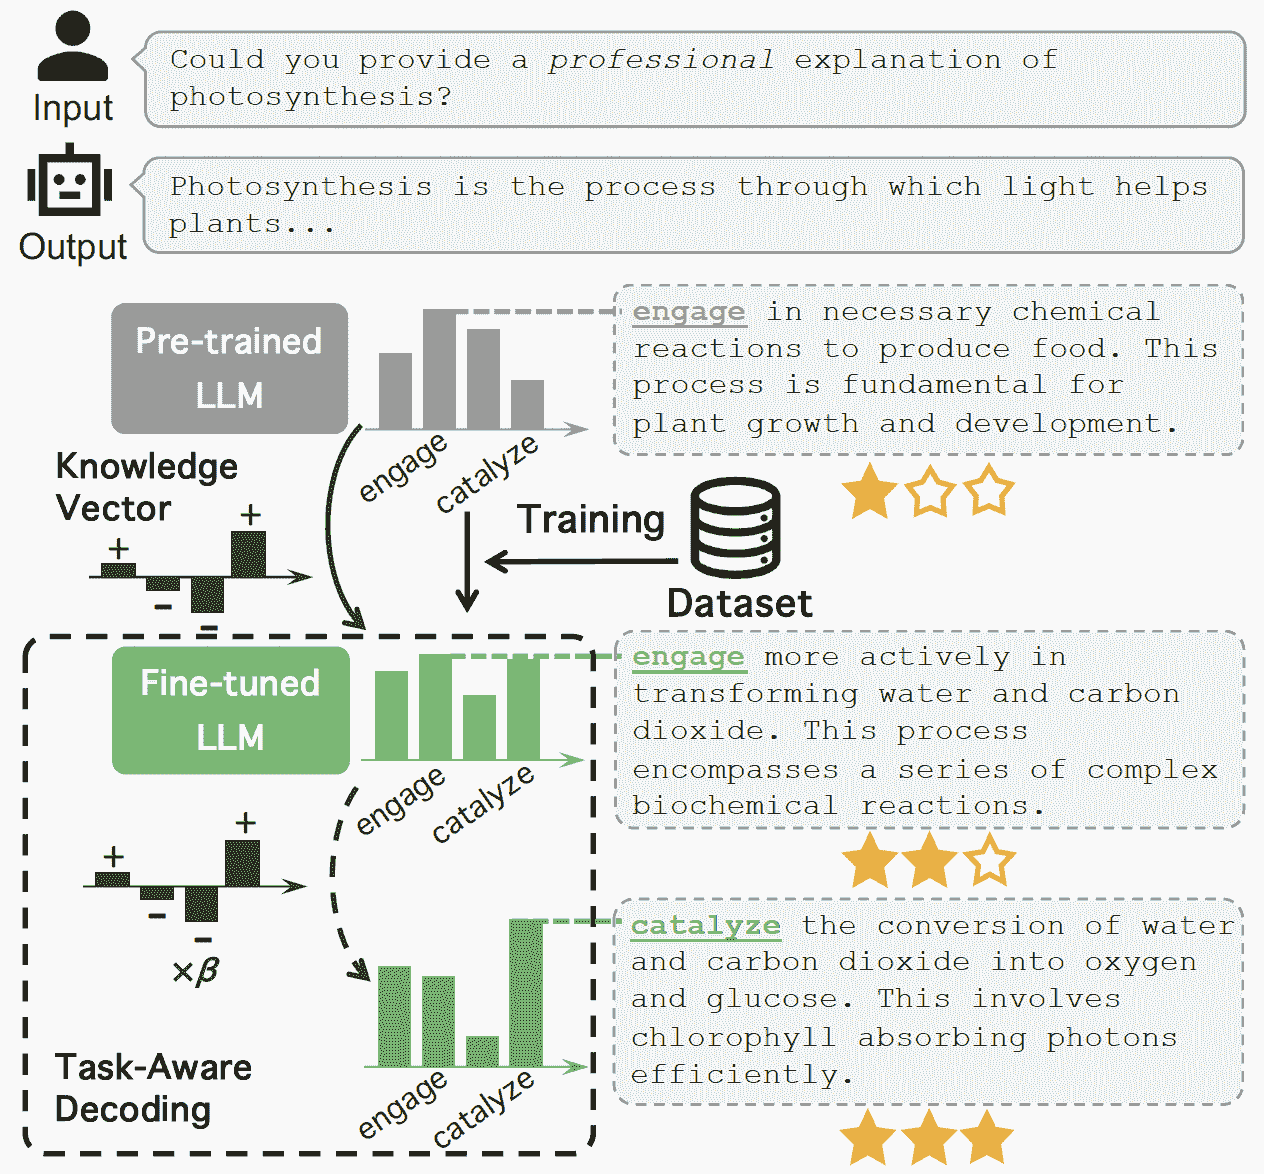 Input
Could you provide a professional explanation of
photosynthesis?
Output
Photosynthesis is the process through which light helps
plants...
Pre-trained
LLM
engage
catalyze
engage in necessary chemical
reactions to produce food. This
process is fundamental for
plant growth and development.
Knowledge
Vector
+
+
-
-
Training
Dataset
Fine-tuned
LLM
engage
catalyze
engage more actively in
transforming water and carbon
dioxide. This process
encompasses a series of complex
biochemical reactions.
+
+
-
-
×β
Task-Aware
Decoding
engage
catalyze
catalyze the conversion of water
and carbon dioxide into oxygen
and glucose. This involves
chlorophyll absorbing photons
efficiently.